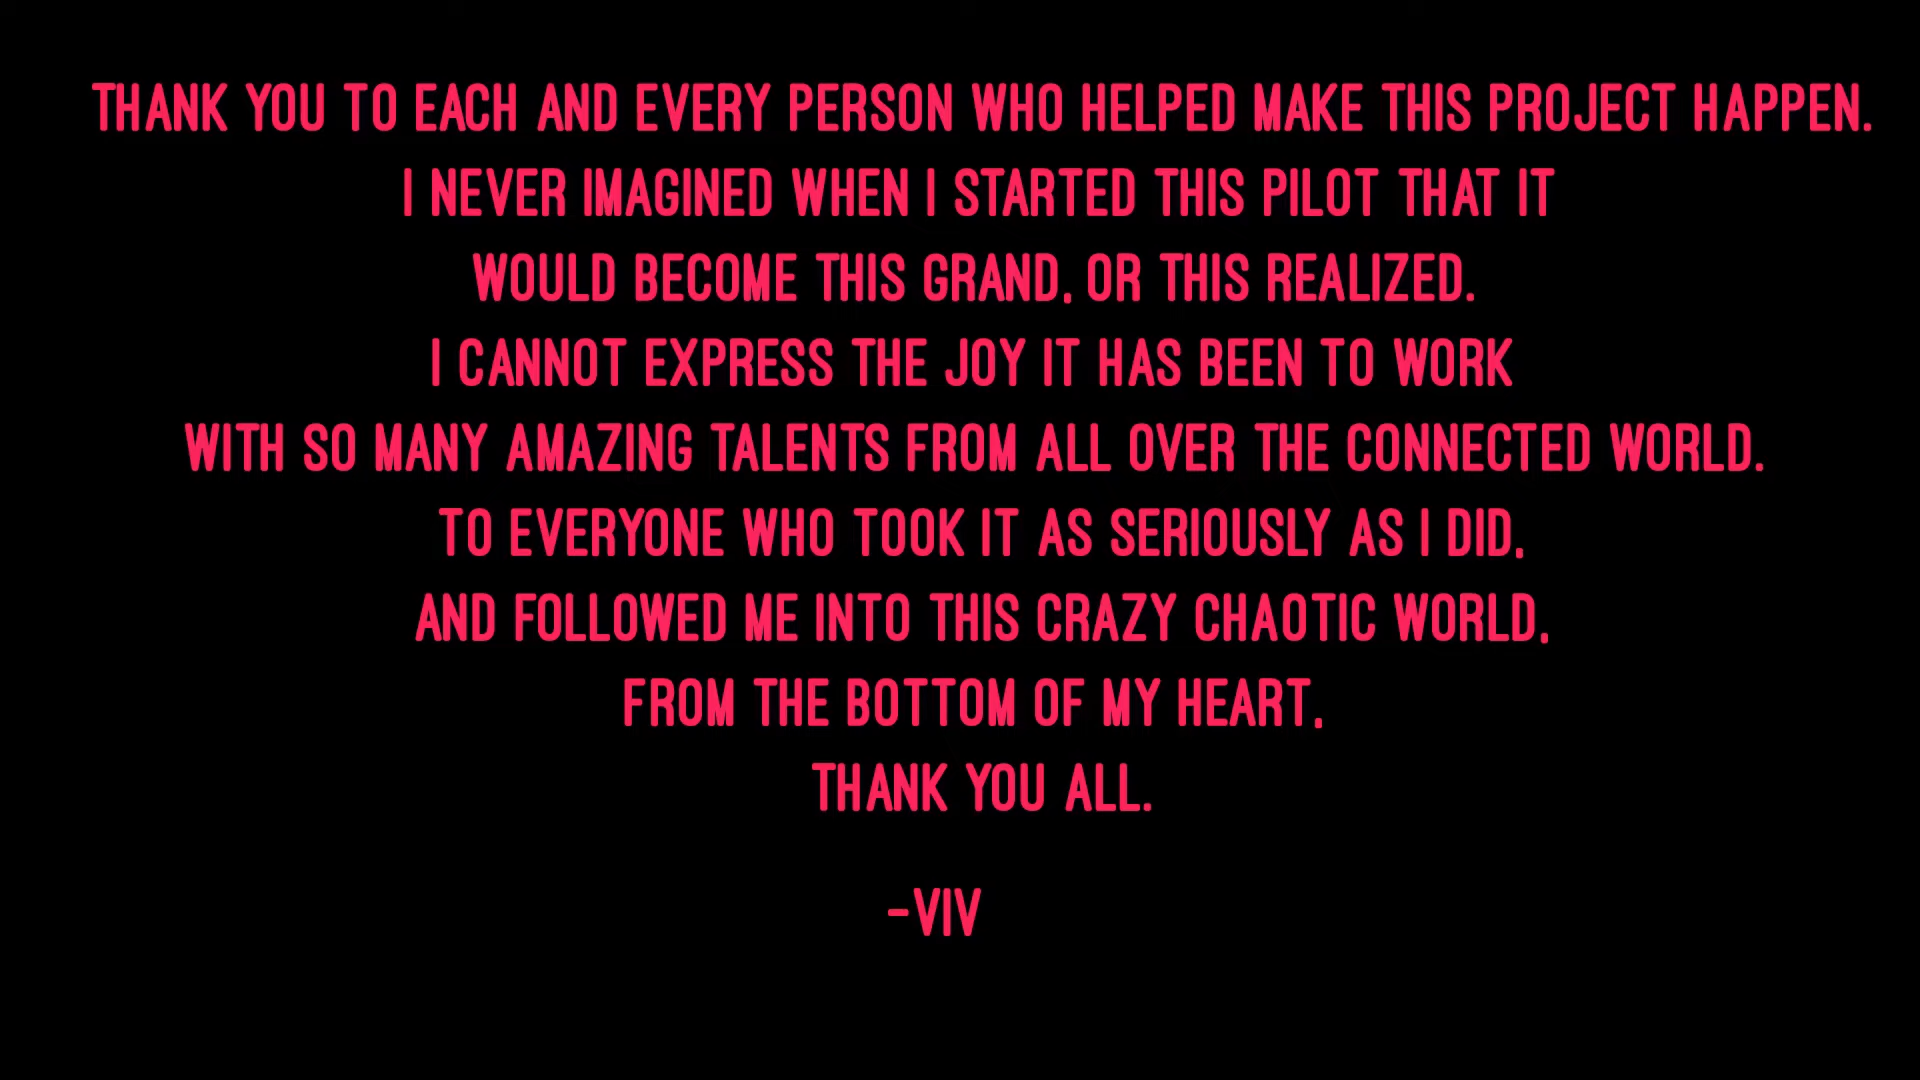 THANK YOU TO EACH AND EVERY PERSON WHO HELPED MAKE THIS PROJECT HAPPEN.
I NEVER IMAGINED WHEN I STARTED THIS PILOT THAT IT
WOULD BECOME THIS GRAND, OR THIS REALIZED.
I CANNOT EXPRESS THE JOY IT HAS BEEN TO WORK
WITH SO MANY AMAZING TALENTS FROM ALL OVER THE CONNECTED WORLD.
TO EVERYONE WHO TOOK IT AS SERIOUSLY AS I DID,
AND FOLLOWED ME INTO THIS CRAZY CHAOTIC WORLD,
FROM THE BOTTOM OF MY HEART,
THANK YOU ALL.
-VIV